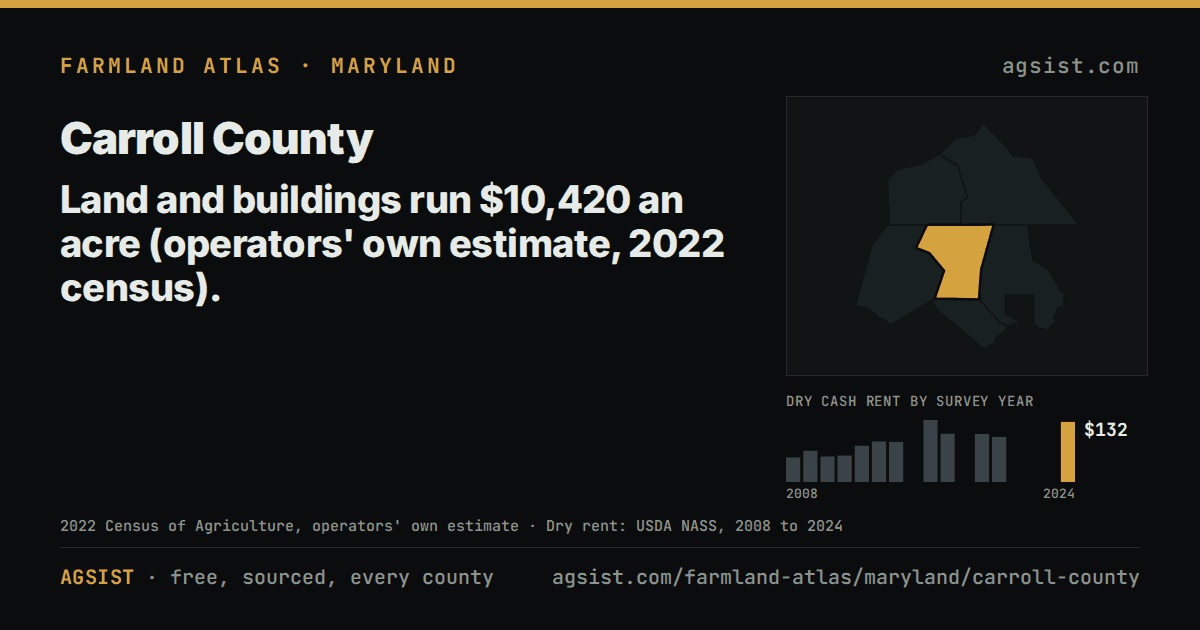 FARMLAND ATLAS · MARYLAND
agsist.com
Carroll County
Land and buildings run $10,420 an
acre (operators' own estimate, 2022
census).
DRY CASH RENT BY SURVEY YEAR
$132
2008
2024
2022 Census of Agriculture, operators' own estimate · Dry rent: USDA NASS, 2008 to 2024
AGSIST · free, sourced, every county
agsist.com/farmland-atlas/maryland/carroll-county